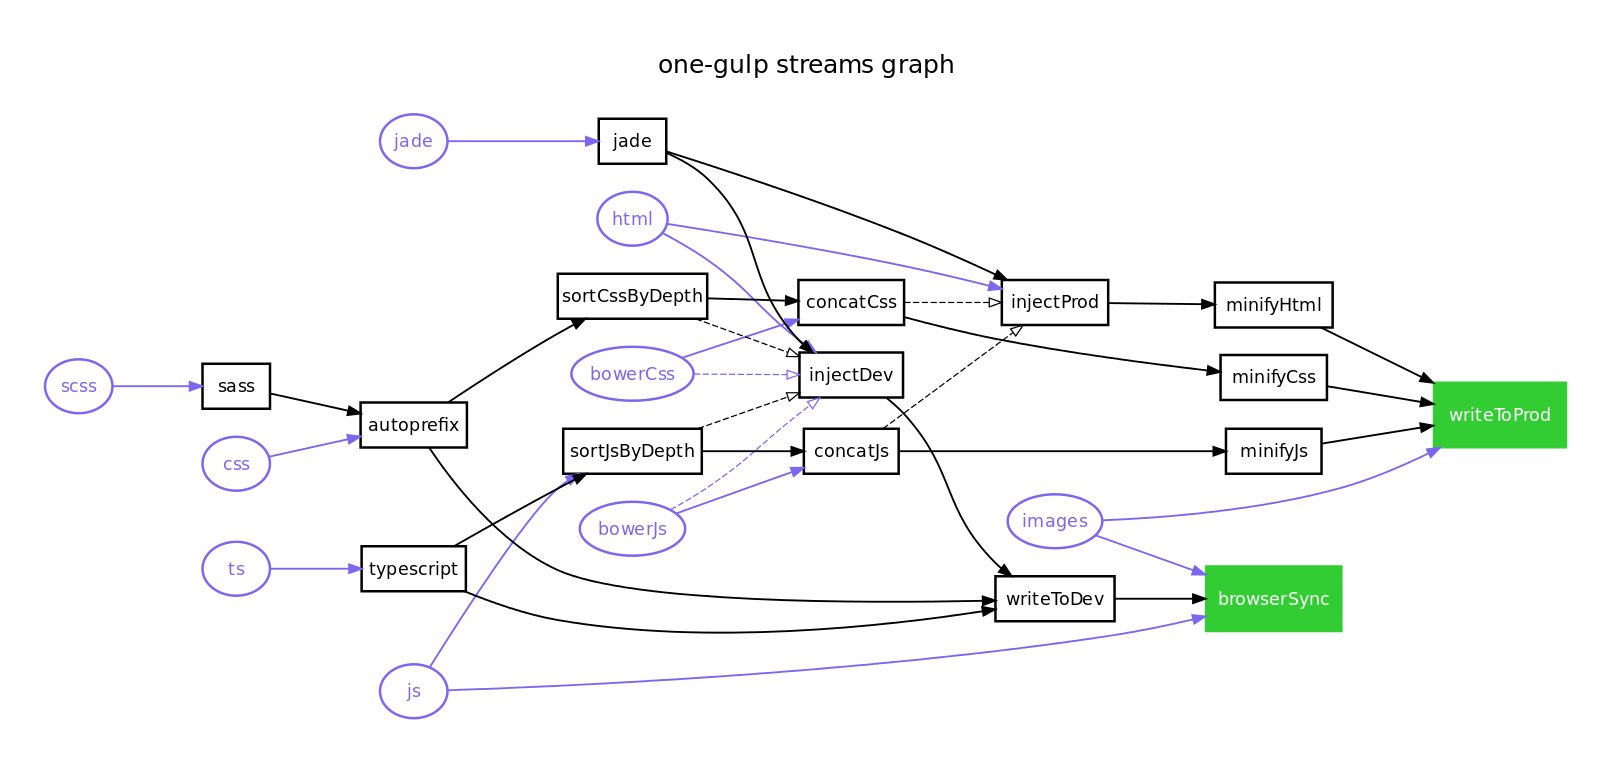 one-gulp streams graph
jade
jade
html
sortCssByDepth
concatCss
injectProd
minifyHtml
scss
sass
bowerCss
injectDev
minifyCss
autoprefix
writeToProd
css
sortJsByDepth
concatJs
minifyJs
bowerJs
images
ts
typescript
writeToDev
browserSync
js